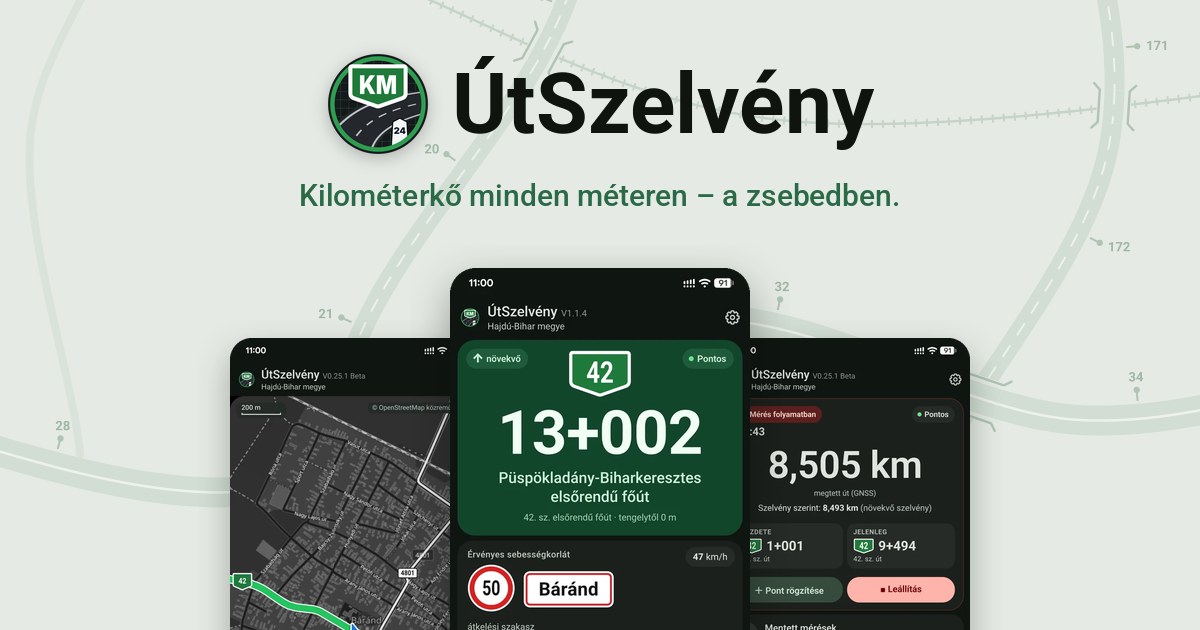 KM
24
ÚtSzelvény
Kilométerkő minden méteren – a zsebedben.
171
20
172
21
32
28
34
11:00
ÚtSzelvény V0.25.1 Beta
Hajdú-Bihar megye
200 m
© OpenStreetMap
4801
4801
42
Báránd
11:00
91
ÚtSzelvény V1.1.4
Hajdú-Bihar megye
növekvő
42
Pontos
13+002
Püspökladány-Biharkeresztes
elsőrendű főút
42. sz. elsőrendű főút · tengelytől 0 m
Érvényes sebességkorlát
47 km/h
50
Báránd
átkelési szakasz
91
ÚtSzelvény V0.25.1 Beta
Hajdú-Bihar megye
Mérés folyamatban
Pontos
:43
8,505 km
megtett út (GNSS)
Szelvény szerint: 8,493 km (növekvő szelvény)
1+001
42. sz. út
JELENLEG
42
9+494
42. sz. út
+ Pont rögzítése
Leállítás
Mentett mérések